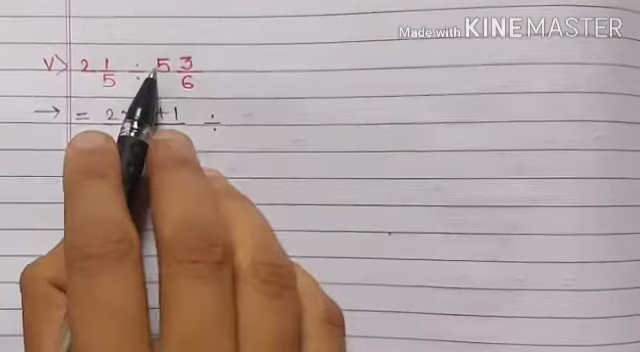 Made with KINEMASTER
v) 2 1/5 ÷ 5 3/6
→ = 2 +1 ÷